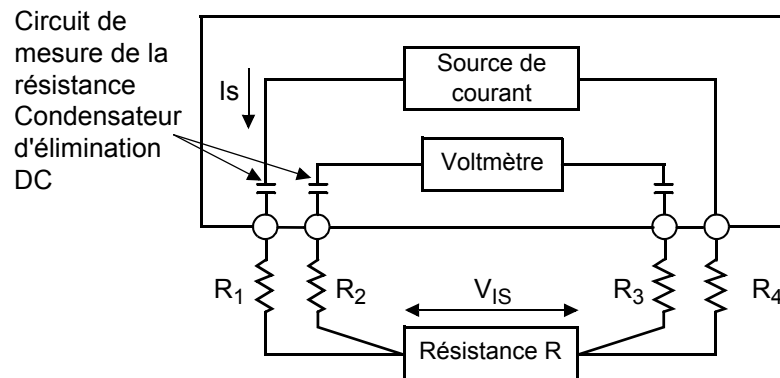 Circuit de
mesure de la
résistance
Condensateur
d'élimination
DC
Is
Source de
courant
Voltmètre
R1
R2
VIS
R3
R4
Résistance R